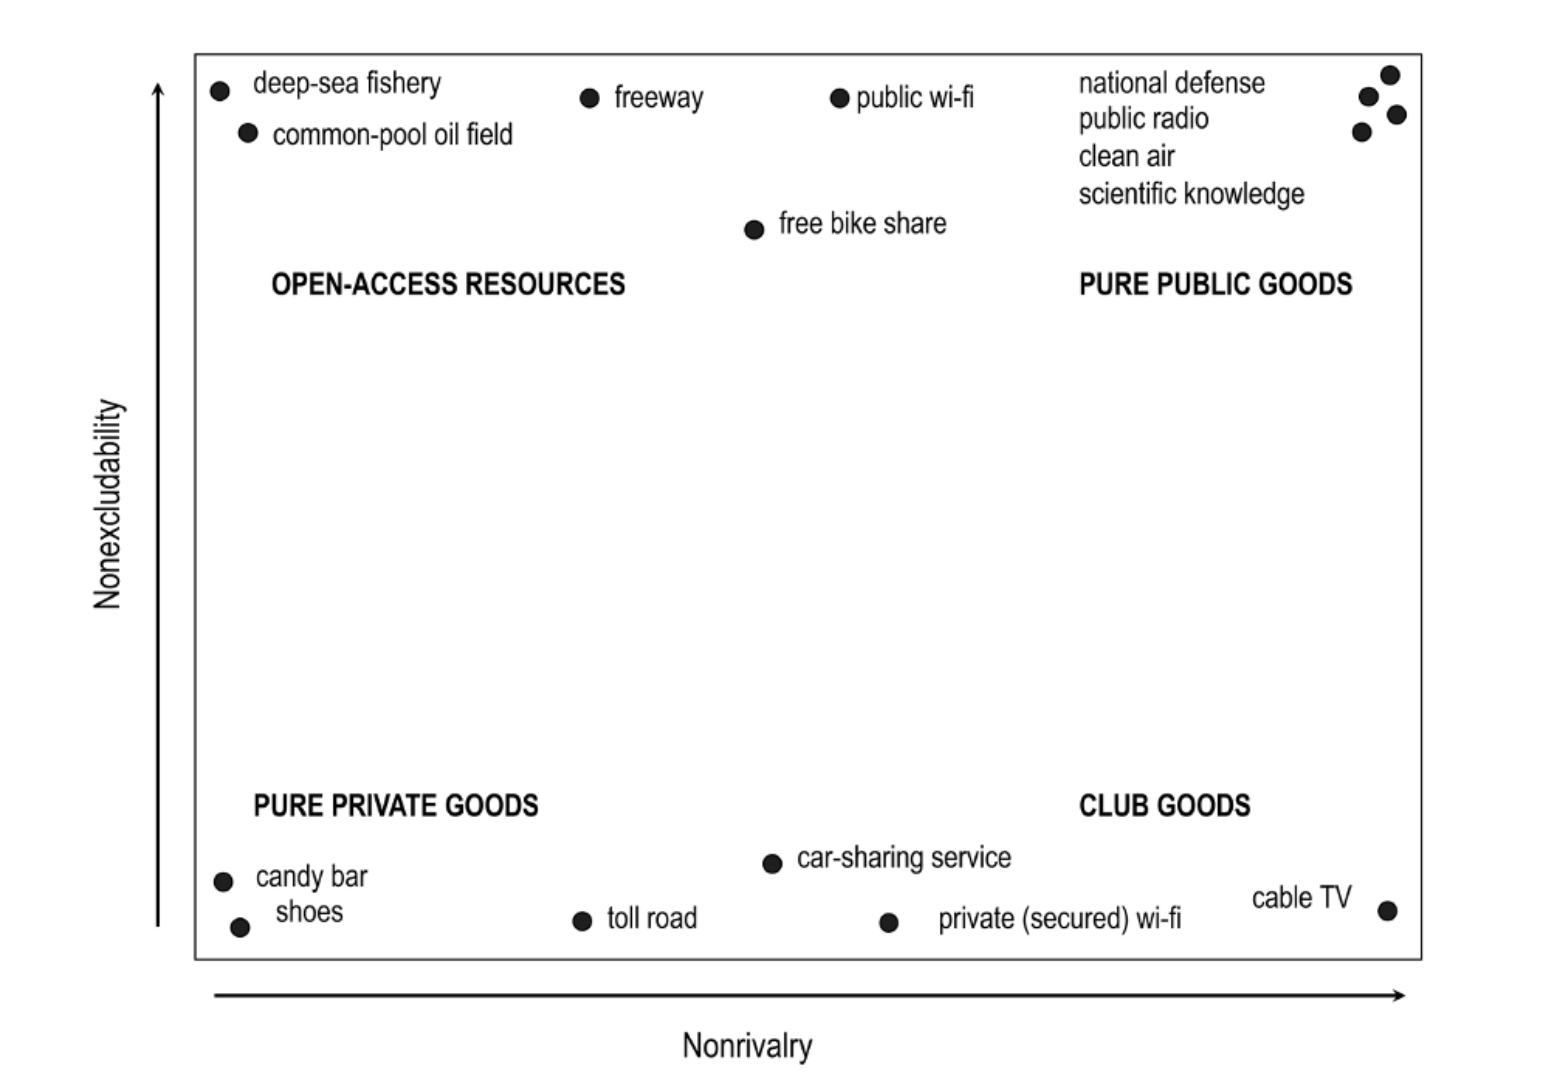 deep-sea fishery
freeway
public wi-fi
national defense
common-pool oil field
public radio
clean air
scientific knowledge
free bike share
OPEN-ACCESS RESOURCES
PURE PUBLIC GOODS
Nonexcludability
PURE PRIVATE GOODS
CLUB GOODS
candy bar
shoes
car-sharing service
toll road
private (secured) wi-fi
cable TV
Nonrivalry